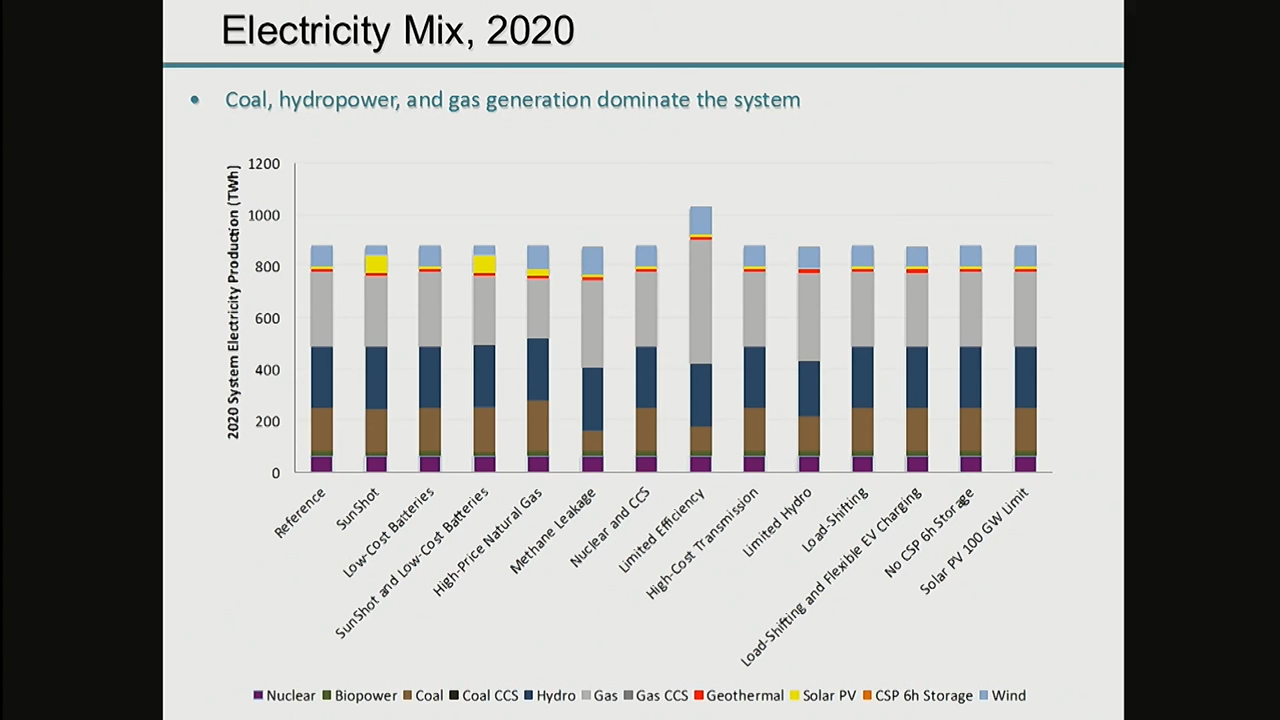 Electricity Mix, 2020
• Coal, hydropower, and gas generation dominate the system
2020 System Electricity Production (TWh)
1200
1000
800
600
400
200
0
Reference
SunShot
Low-Cost Batteries
SunShot and Low-Cost Batteries
High-Price Natural Gas
Methane Leakage
Nuclear and CCS
Limited Efficiency
High-Cost Transmission
Limited Hydro
Load-Shifting
Load-Shifting and Flexible EV Charging
No CSP 6h Storage
Solar PV 100 GW Limit
Nuclear Biopower Coal Coal CCS Hydro Gas Gas CCS Geothermal Solar PV CSP 6h Storage Wind